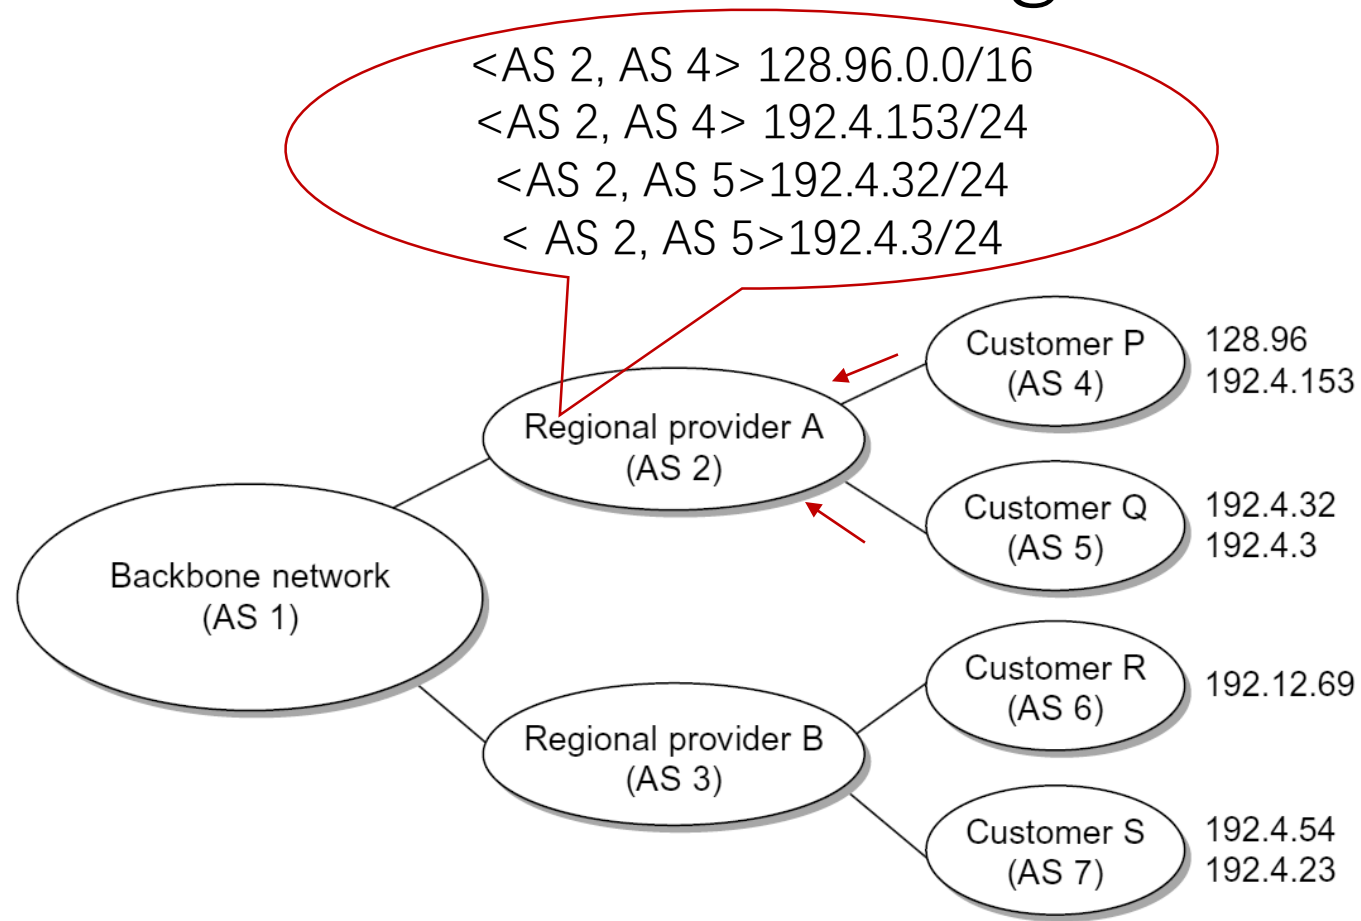 <AS 2, AS 4> 128.96.0.0/16
<AS 2, AS 4> 192.4.153/24
<AS 2, AS 5>192.4.32/24
< AS 2, AS 5>192.4.3/24
Customer P
(AS 4)
128.96
192.4.153
Regional provider A
(AS 2)
Customer Q
(AS 5)
192.4.32
192.4.3
Backbone network
(AS 1)
Customer R
(AS 6)
192.12.69
Regional provider B
(AS 3)
Customer S
(AS 7)
192.4.54
192.4.23